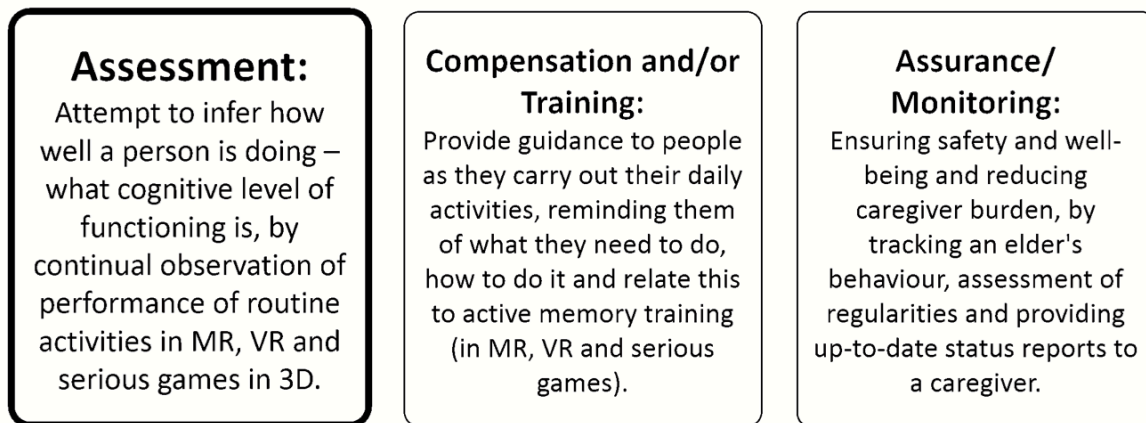 Assessment:
Attempt to infer how
well a person is doing –
what cognitive level of
functioning is, by
continual observation of
performance of routine
activities in MR, VR and
serious games in 3D.
Compensation and/or
Training:
Provide guidance to people
as they carry out their daily
activities, reminding them
of what they need to do,
how to do it and relate this
to active memory training
(in MR, VR and serious
games).
Assurance/
Monitoring:
Ensuring safety and well-
being and reducing
caregiver burden, by
tracking an elder's
behaviour, assessment of
regularities and providing
up-to-date status reports to
a caregiver.